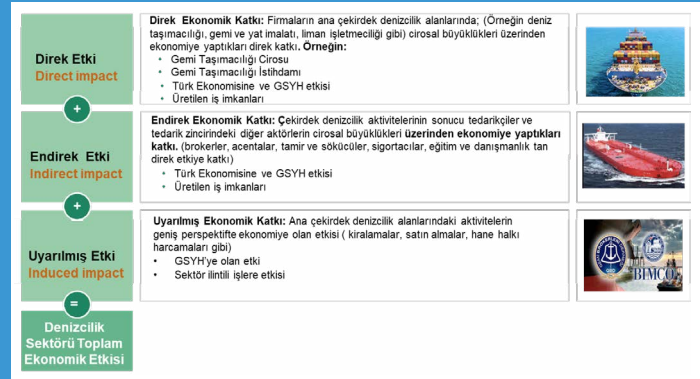 Direk Etki
Direct impact
+
Direk Ekonomik Katkı: Firmaların ana çekirdek denizcilik alanlarında; (Örneğin deniz
taşımacılığı, gemi ve yat imalatı, liman işletmeciliği gibi) cirosal büyüklükleri üzerinden
ekonomiye yaptıkları direk katkı. Örneğin:
• Gemi Taşımacılığı Cirosu
• Gemi Taşımacılığı İstihdamı
• Türk Ekonomisine ve GSYH etkisi
• Üretilen iş imkanları
Endirek Etki
Indirect impact
+
Endirek Ekonomik Katkı: Çekirdek denizcilik aktivitelerinin sonucu tedarikçiler ve
tedarik zincirindeki diğer aktörlerin cirosal büyüklükleri üzerinden ekonomiye yaptıkları
katkı. (brokerler, acentalar, tamir ve sökücüler, sigortacılar, eğitim ve danışmanlık tan
direk etkiye katkı)
• Türk Ekonomisine ve GSYH etkisi
• Üretilen iş imkanları
Uyarılmış Etki
Induced impact
=
Uyarılmış Ekonomik Katkı: Ana çekirdek denizcilik alanlarındaki aktivitelerin
geniş perspektifte ekonomiye olan etkisi ( kiralamalar, satın almalar, hane halkı
harcamaları gibi)
• GSYH'ye olan etki
• Sektör ilintili işlere etkisi
BIMCO
Denizcilik
Sektörü Toplam
Ekonomik Etkisi